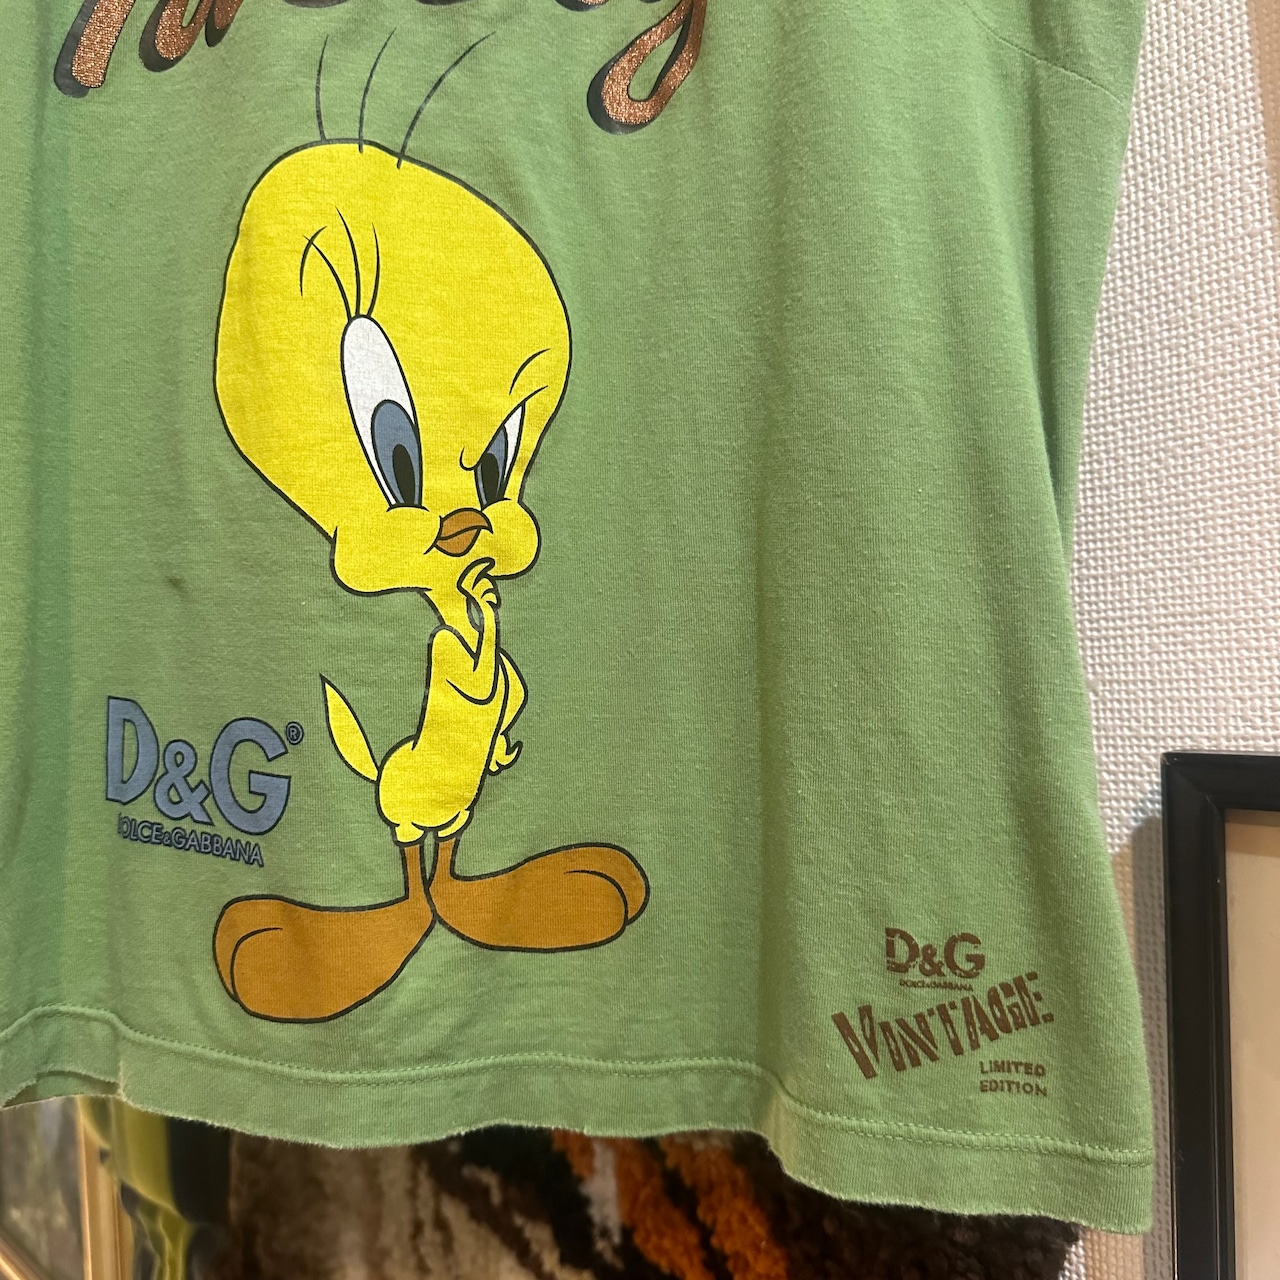 D&G®
DOLCE&GABBANA
D&G
DOLCE&GABBANA
VINTAGE
LIMITED
EDITION